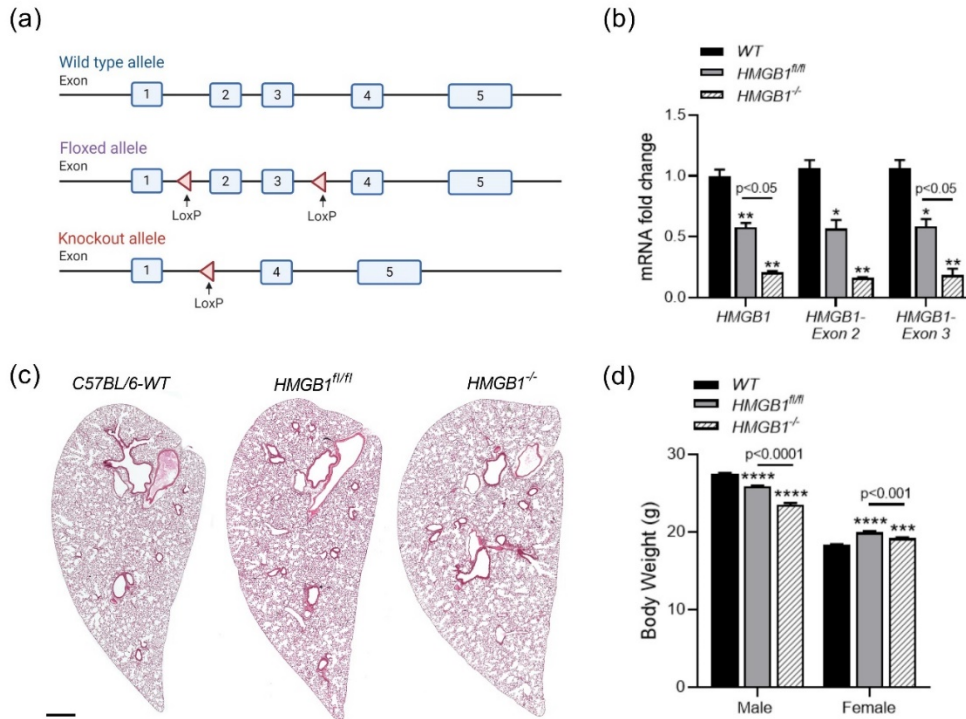 (a)
Wild type allele
Exon
1 2 3 4 5
Floxed allele
Exon
1 2 3 4 5
LoxP LoxP
Knockout allele
Exon
1 4 5
LoxP
(b)
WT
HMGB1fl/fl
HMGB1-/-
mRNA fold change
1.5
1.0
0.5
0.0
p<0.05
**
**
*
**
p<0.05
*
**
HMGB1
HMGB1-
Exon 2
HMGB1-
Exon 3
(c)
C57BL/6-WT
HMGB1fl/fl
HMGB1-/-
(d)
WT
HMGB1fl/fl
HMGB1-/-
Body Weight (g)
30
20
10
0
p<0.0001
****
****
p<0.001
****
***
Male
Female